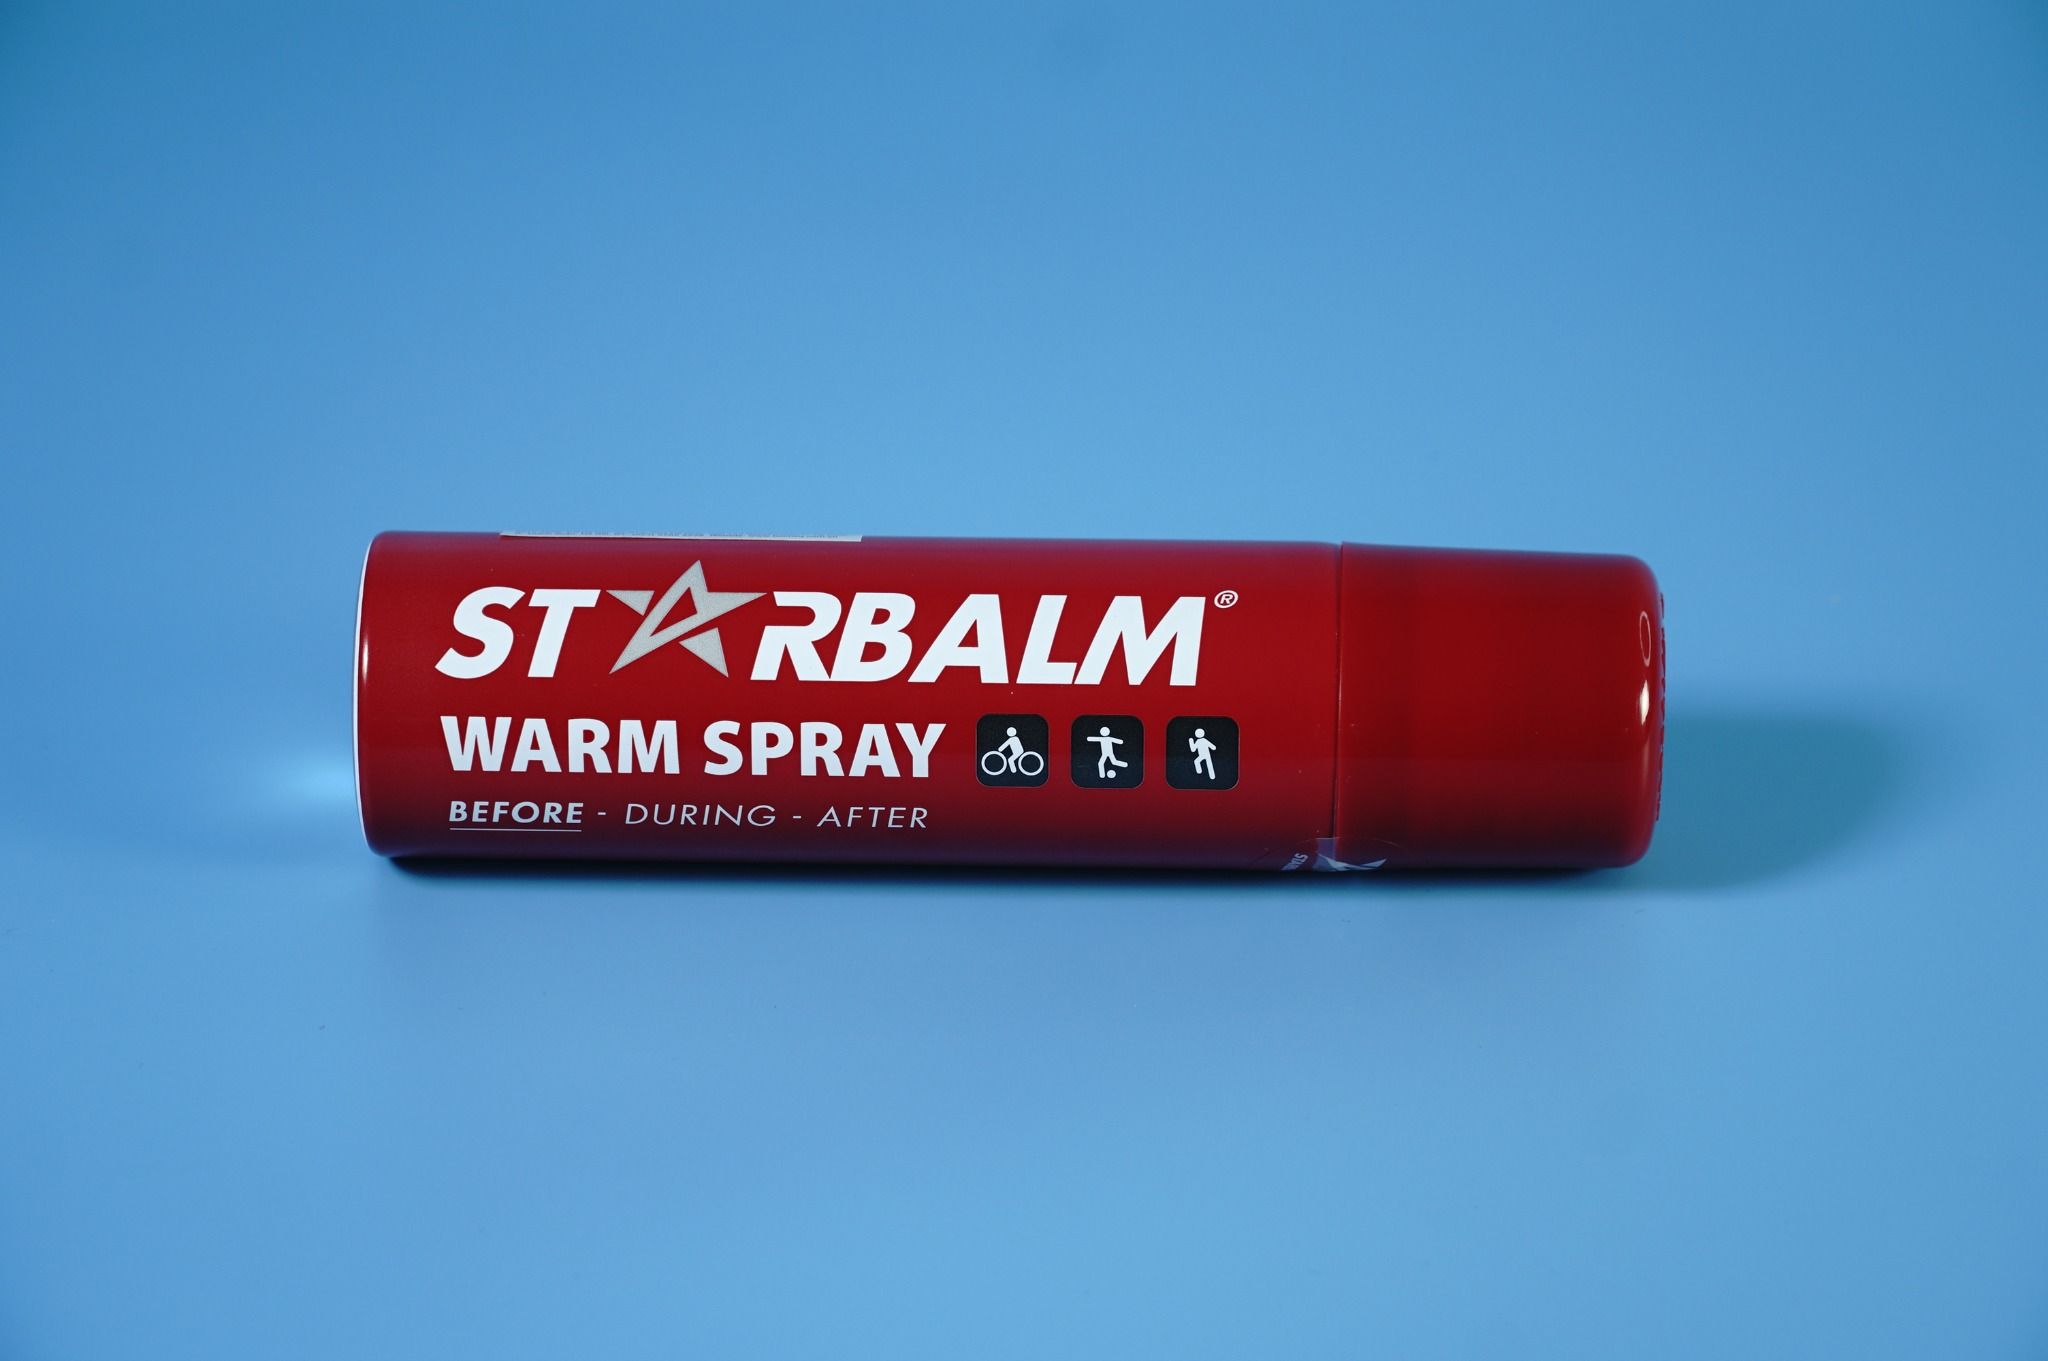 STARBALM®
WARM SPRAY
BEFORE - DURING - AFTER